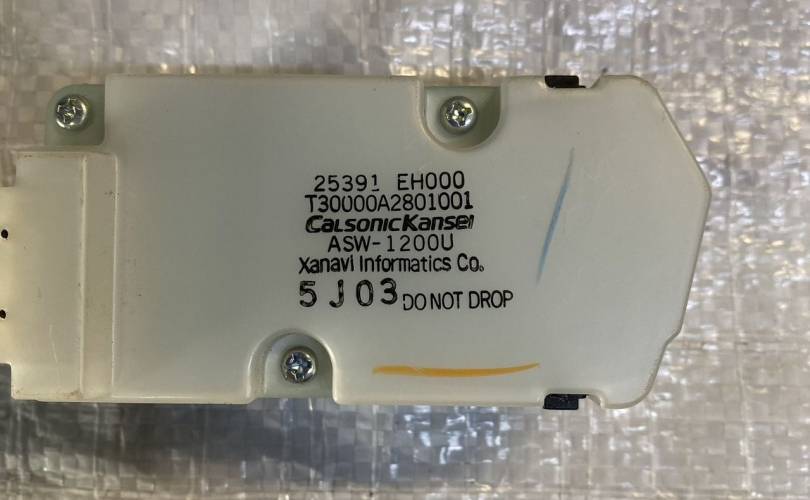 25391 EH000
T30000A2801001
CalsonicKansei
ASW-1200U
Xanavi Informatics Co.
5J03 DO NOT DROP